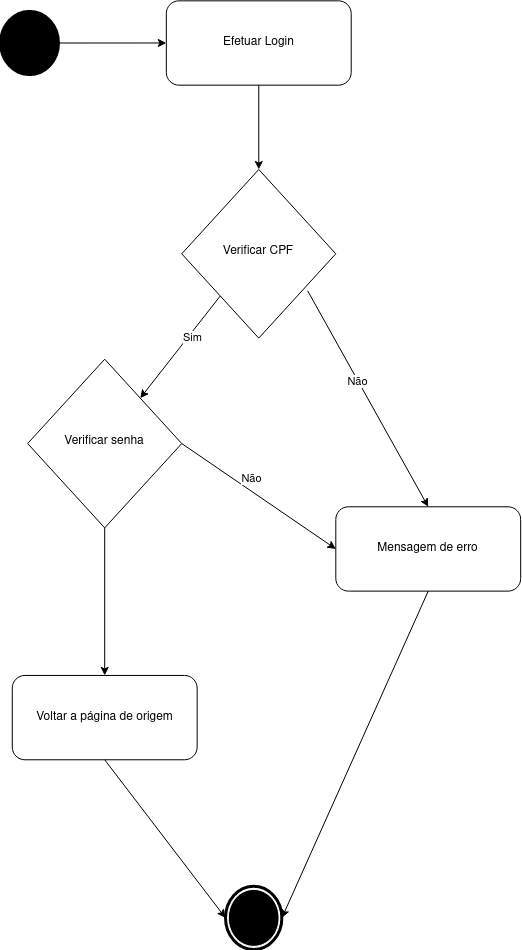 Efetuar Login
Verificar CPF
Sim
Não
Verificar senha
Não
Mensagem de erro
Voltar a página de origem